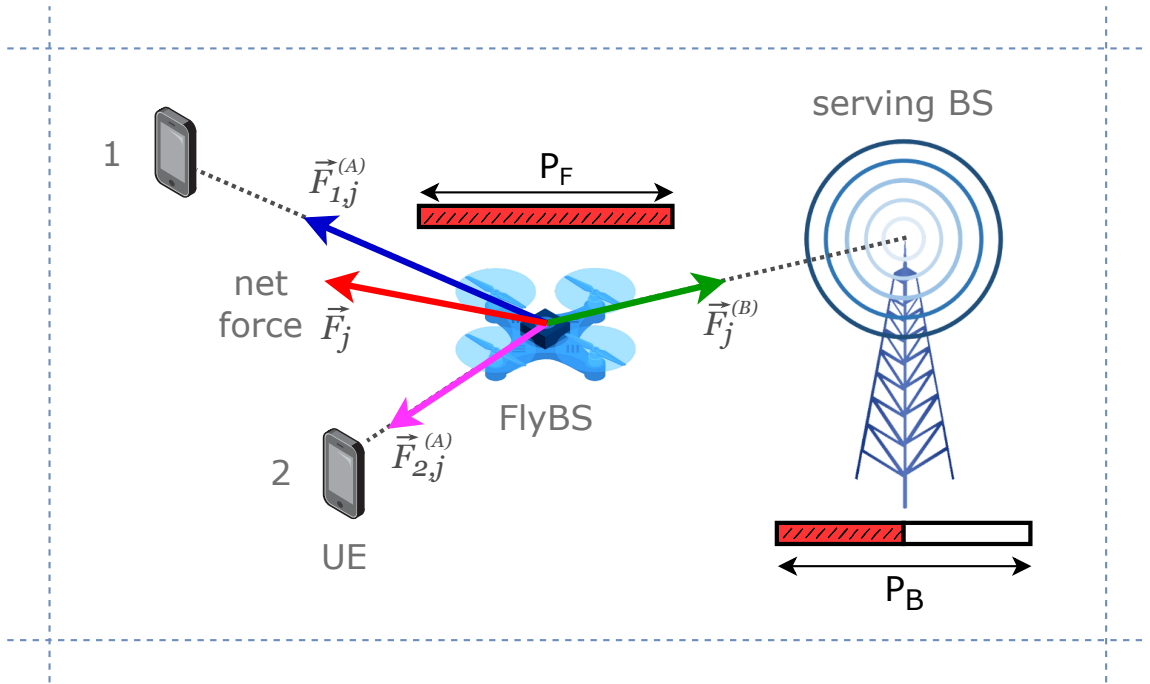 serving BS
1
F⃗₁,ⱼ⁽ᴬ⁾
P_F
net
force
F⃗ⱼ
F⃗ⱼ⁽ᴮ⁾
FlyBS
2
F⃗₂,ⱼ⁽ᴬ⁾
UE
P_B